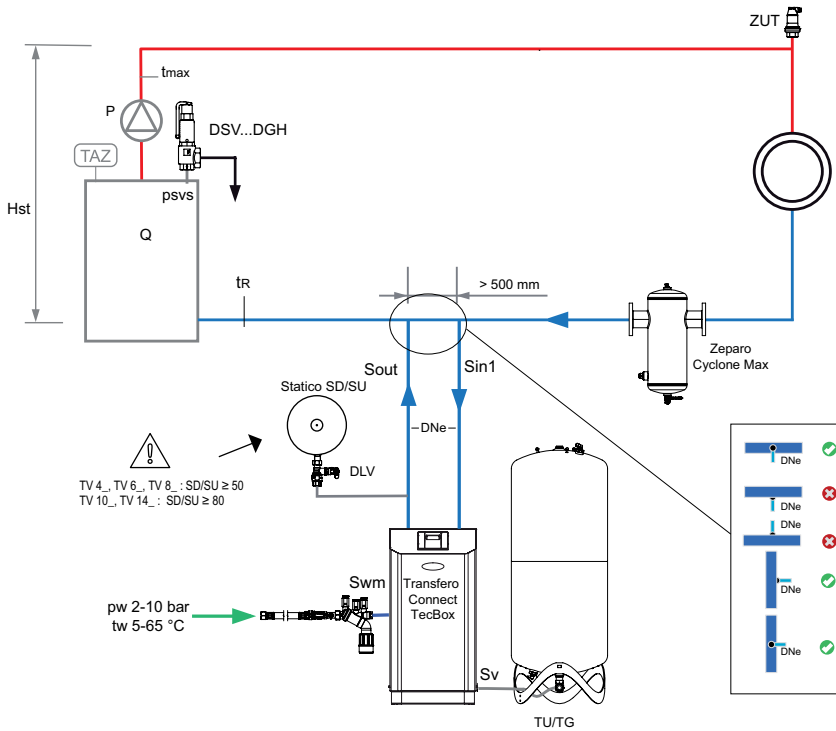 ZUT
tmax
P
DSV...DGH
TAZ
psvs
Hst
Q
tR
> 500 mm
Zeparo
Cyclone Max
Sout
Sin1
Statico SD/SU
DNe
DLV
TV 4_, TV 6_, TV 8_ : SD/SU ≥ 50
TV 10_, TV 14_ : SD/SU ≥ 80
DNe
DNe
DNe
DNe
DNe
Swm
Transfero
Connect
TecBox
pw 2-10 bar
tw 5-65 °C
Sv
TU/TG